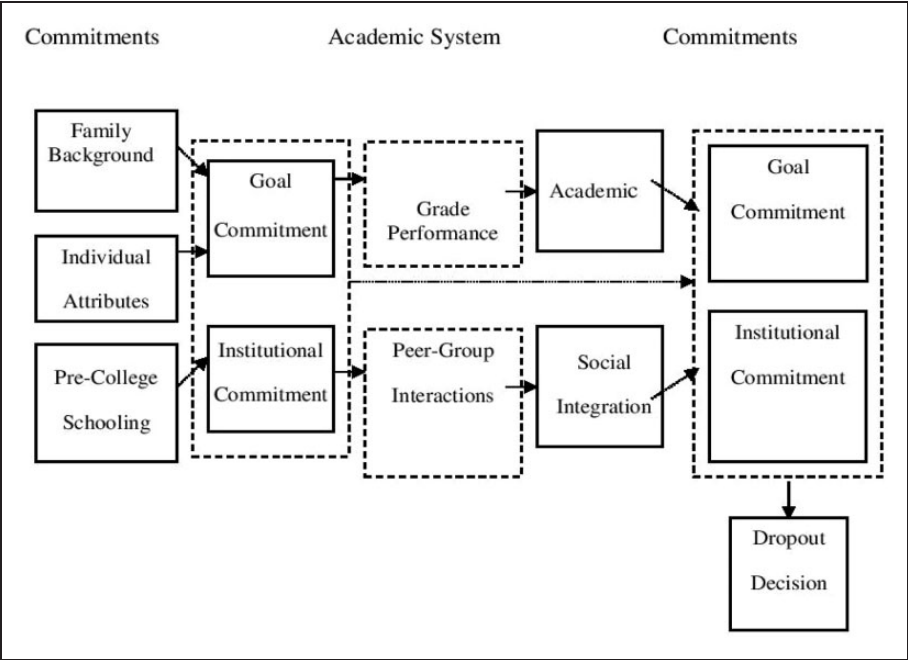 Commitments
Academic System
Commitments
Family
Background
Individual
Attributes
Pre-College
Schooling
Goal
Commitment
Institutional
Commitment
Grade
Performance
Peer-Group
Interactions
Academic
Social
Integration
Goal
Commitment
Institutional
Commitment
Dropout
Decision